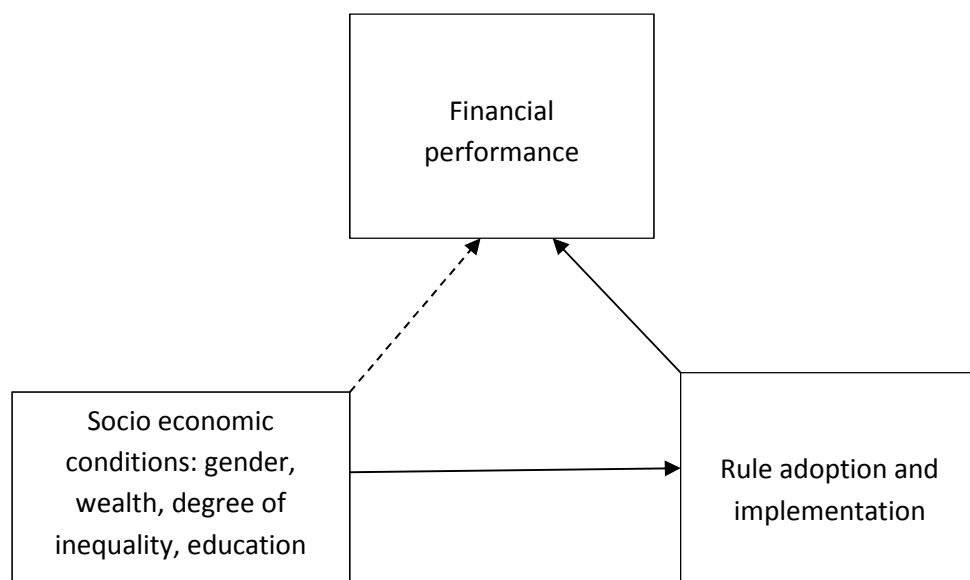 Financial
performance
Socio economic
conditions: gender,
wealth, degree of
inequality, education
Rule adoption and
implementation